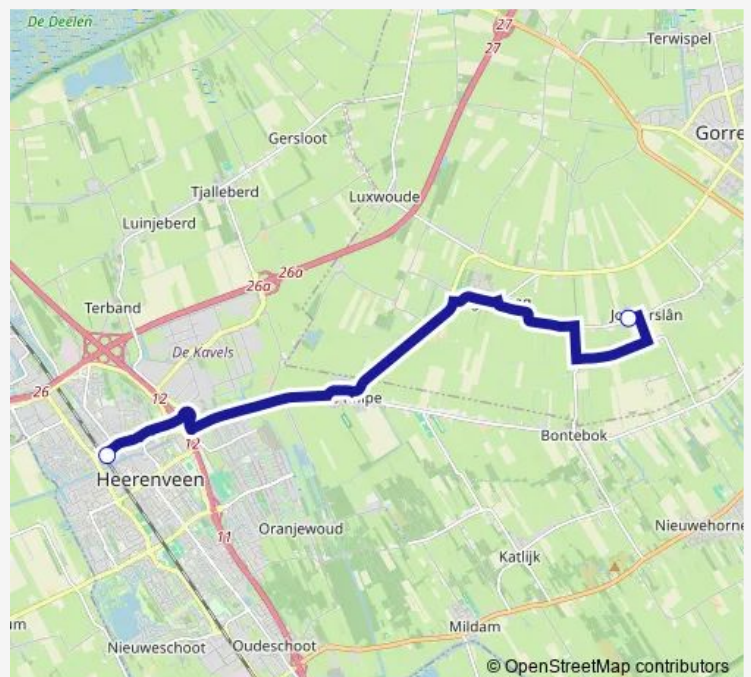 De Deelen
27
27
Terwispel
Gorre
Gersloot
Tjalleberd
Luxwoude
Luinjeberd
26a
26a
Terband
De Kavels
26
12
12
Bontebok
Heerenveen
11
Oranjewoud
Nieuwehorne
Katlijk
Mildam
um
Nieuweschoot
Oudeschoot
© OpenStreetMap contributors